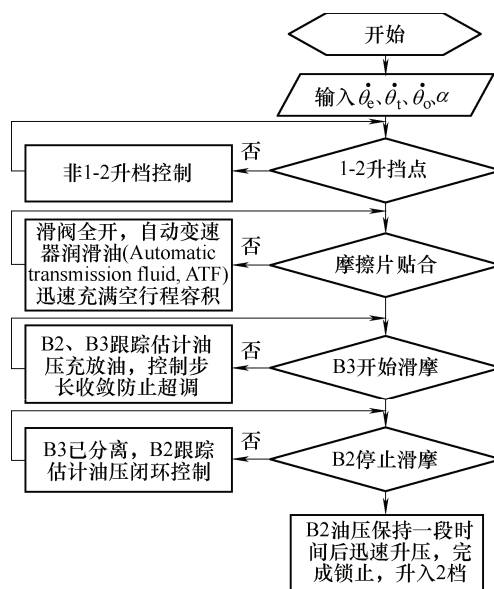 开始
输入θ̇e、θ̇t、θ̇o、α
否
非1-2升档控制
1-2升挡点
滑阀全开，自动变速
器润滑油(Automatic
transmission fluid, ATF)
迅速充满空行程容积
否
摩擦片贴合
B2、B3跟踪估计油
压充放油，控制步
长收敛防止超调
否
B3开始滑摩
B3已分离，B2跟踪
估计油压闭环控制
否
B2停止滑摩
B2油压保持一段时
间后迅速升压，完
成锁止，升入2档